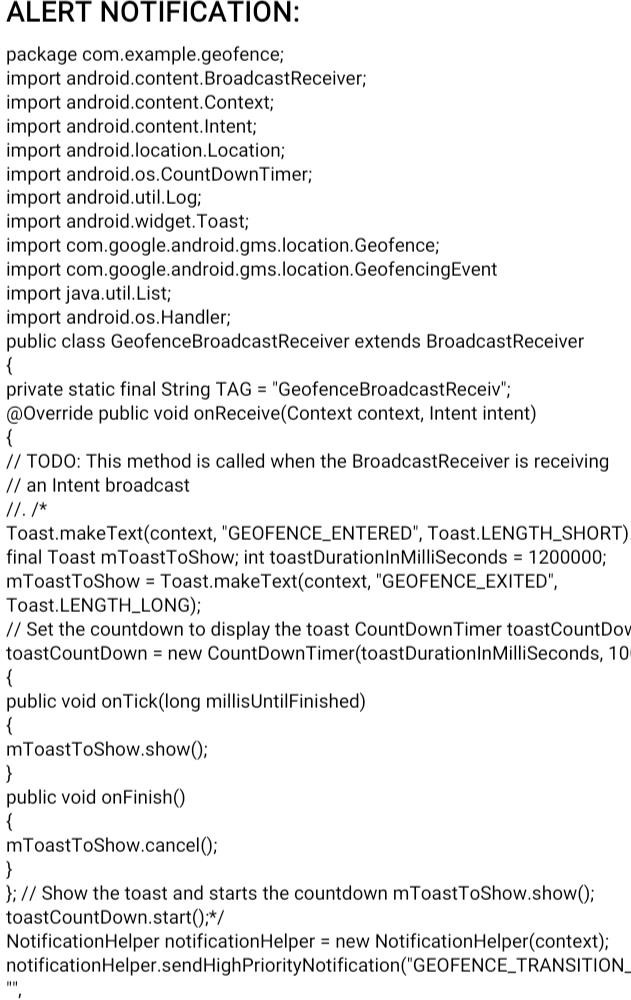 ALERT NOTIFICATION:
package com.example.geofence;
import android.content.BroadcastReceiver;
import android.content.Context;
import android.content.Intent;
import android.location.Location;
import android.os.CountDownTimer;
import android.util.Log;
import android.widget.Toast;
import com.google.android.gms.location.Geofence;
import com.google.android.gms.location.GeofencingEvent
import java.util.List;
import android.os.Handler;
public class GeofenceBroadcastReceiver extends BroadcastReceiver
{
private static final String TAG = "GeofenceBroadcastReceiv";
@Override public void onReceive(Context context, Intent intent)
{
// TODO: This method is called when the BroadcastReceiver is receiving
// an Intent broadcast
//. /*
Toast.makeText(context, "GEOFENCE_ENTERED", Toast.LENGTH_SHORT)
final Toast mToastToShow; int toastDurationInMilliSeconds = 1200000;
mToastToShow = Toast.makeText(context, "GEOFENCE_EXITED",
Toast.LENGTH_LONG);
// Set the countdown to display the toast CountDownTimer
toastCountDown = new CountDownTimer(toastDurationInMilliSeconds,
{
public void onTick(long millisUntilFinished)
{
mToastToShow.show();
}
public void onFinish()
{
mToastToShow.cancel();
}
}; // Show the toast and starts the countdown mToastToShow.show();
toastCountDown.start();*/
NotificationHelper notificationHelper = new NotificationHelper(context);
notificationHelper.sendHighPriorityNotification("GEOFENCE_TRANSITION_
"",